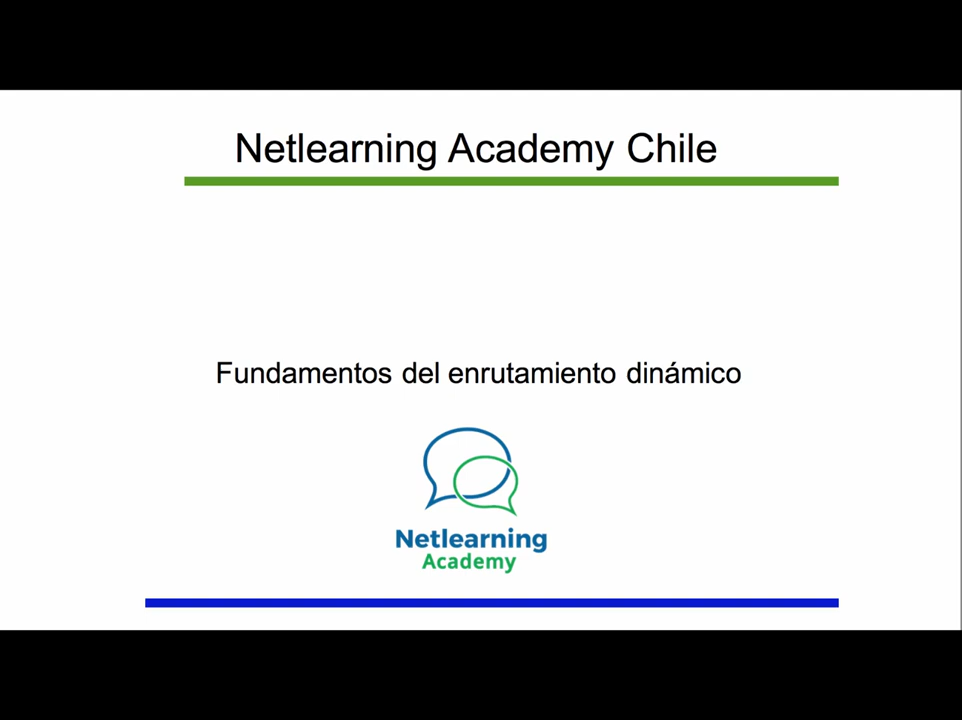 Netlearning Academy Chile
Fundamentos del enrutamiento dinámico
Netlearning
Academy